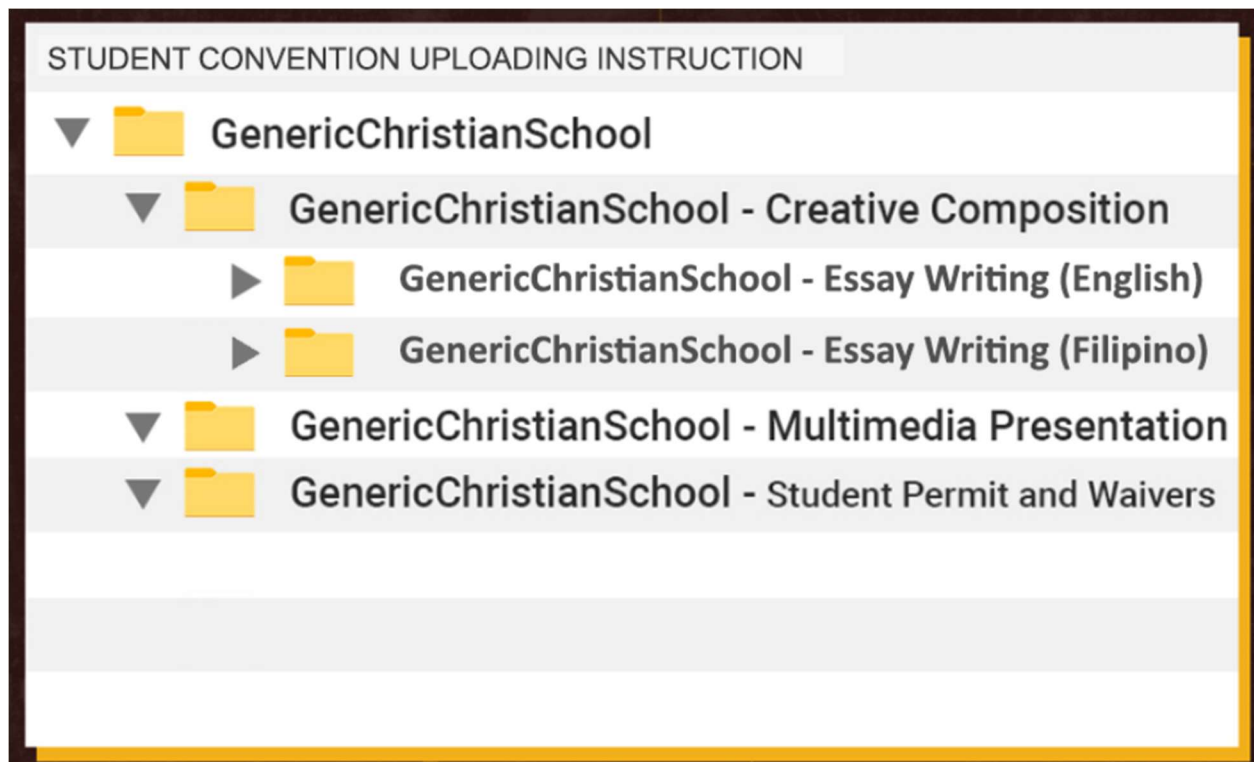 STUDENT CONVENTION UPLOADING INSTRUCTION
GenericChristianSchool
GenericChristianSchool - Creative Composition
GenericChristianSchool - Essay Writing (English)
GenericChristianSchool - Essay Writing (Filipino)
GenericChristianSchool - Multimedia Presentation
GenericChristianSchool - Student Permit and Waivers